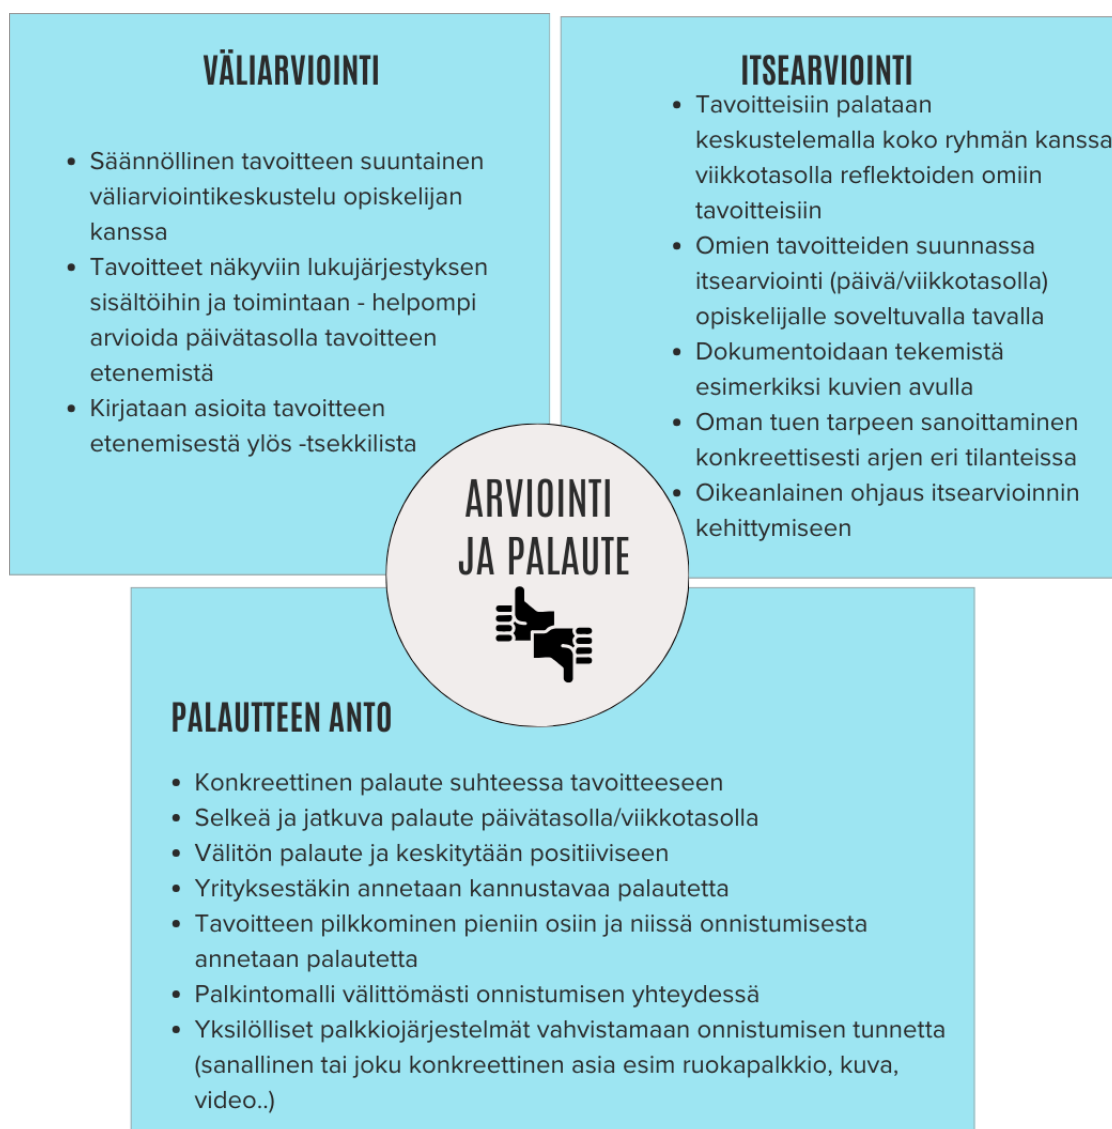 VÄLIARVIOINTI
• Säännöllinen tavoitteen suuntainen
väliarviointikeskustelu opiskelijan
kanssa
• Tavoitteet näkyviin lukujärjestyksen
sisältöihin ja toimintaan - helpompi
arvioida päivätasolla tavoitteen
etenemistä
• Kirjataan asioita tavoitteen
etenemisestä ylös -tsekkilista
ITSEARVIOINTI
• Tavoitteisiin palataan
keskustelemalla koko ryhmän kanssa
viikkotasolla reflektoiden omiin
tavoitteisiin
• Omien tavoitteiden suunnassa
itsearviointi (päivä/viikkotasolla)
opiskelijalle soveltuvalla tavalla
• Dokumentoidaan tekemistä
esimerkiksi kuvien avulla
• Oman tuen tarpeen sanoittaminen
konkreettisesti arjen eri tilanteissa
• Oikeanlainen ohjaus itsearvioinnin
kehittymiseen
ARVIOINTI
JA PALAUTE
PALAUTTEEN ANTO
• Konkreettinen palaute suhteessa tavoitteeseen
• Selkeä ja jatkuva palaute päivätasolla/viikkotasolla
• Välitön palaute ja keskitytään positiiviseen
• Yrityksestäkin annetaan kannustavaa palautetta
• Tavoitteen pilkkominen pieniin osiin ja niissä onnistumisesta
annetaan palautetta
• Palkintomalli välittömästi onnistumisen yhteydessä
• Yksilölliset palkkiojärjestelmät vahvistamaan onnistumisen tunnetta
(sanallinen tai joku konkreettinen asia esim ruokapalkkio, kuva,
video..)